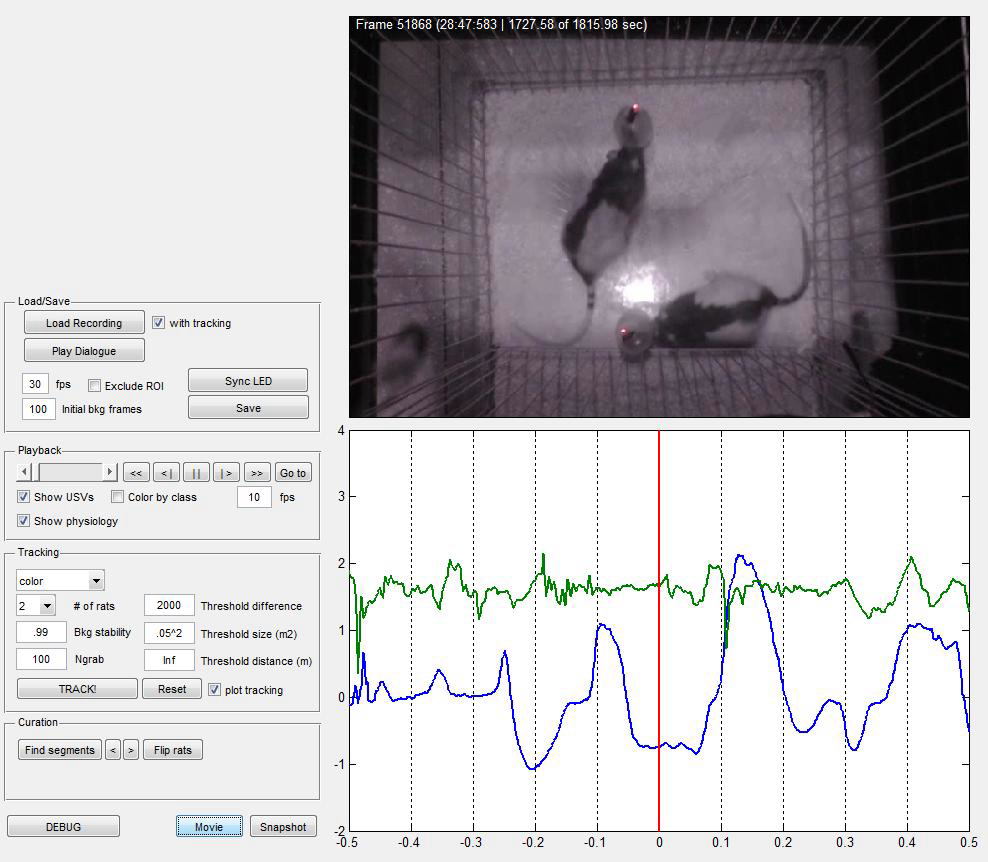 Frame 51868 (28:47:583 | 1727.58 of 1815.98 sec)
Load/Save
Load Recording with tracking
Play Dialogue
30 fps Exclude ROI Sync LED
100 Initial bkg frames Save
Playback
<< <| || |> >> Go to
Show USVs Color by class 10 fps
Show physiology
Tracking
color
2 # of rats 2000 Threshold difference
.99 Bkg stability .05^2 Threshold size (m2)
100 Ngrab Inf Threshold distance (m)
TRACK! Reset plot tracking
Curation
Find segments < > Flip rats
DEBUG Movie Snapshot
4
3
2
1
0
-1
-2
-0.5 -0.4 -0.3 -0.2 -0.1 0 0.1 0.2 0.3 0.4 0.5